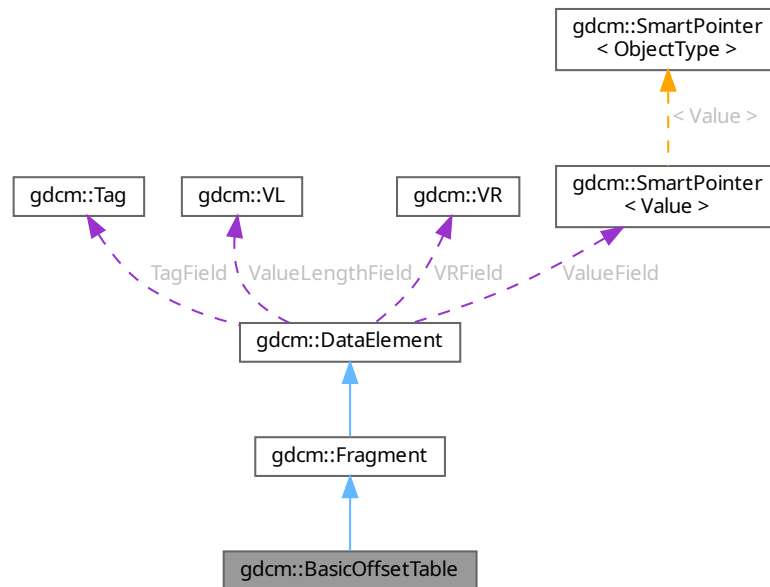 gdcm::SmartPointer
< ObjectType >
< Value >
gdcm::Tag
gdcm::VL
gdcm::VR
gdcm::SmartPointer
< Value >
TagField
ValueLengthField
VRField
ValueField
gdcm::DataElement
gdcm::Fragment
gdcm::BasicOffsetTable